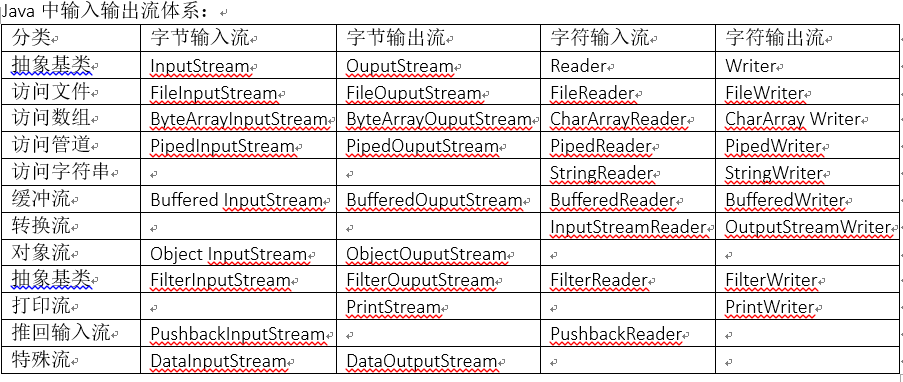 Java 中输入输出流体系：
分类 字节输入流 字节输出流 字符输入流 字符输出流
抽象基类 InputStream OuputStream Reader Writer
访问文件 FileInputStream FileOuputStream FileReader FileWriter
访问数组 ByteArrayInputStream ByteArrayOuputStream CharArrayReader CharArray Writer
访问管道 PipedInputStream PipedOuputStream PipedReader PipedWriter
访问字符串 StringReader StringWriter
缓冲流 Buffered InputStream BufferedOuputStream BufferedReader BufferedWriter
转换流 InputStreamReader OutputStreamWriter
对象流 Object InputStream ObjectOuputStream
抽象基类 FilterInputStream FilterOuputStream FilterReader FilterWriter
打印流 PrintStream PrintWriter
推回输入流 PushbackInputStream PushbackReader
特殊流 DataInputStream DataOutputStream